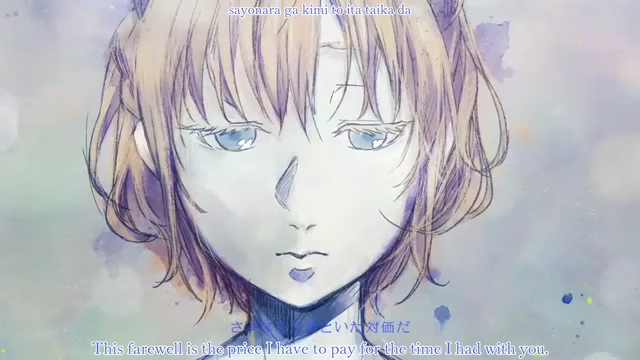 sayonara ga kimi to ita taika da
さ といた対価だ
This farewell is the price I have to pay for the time I had with you.